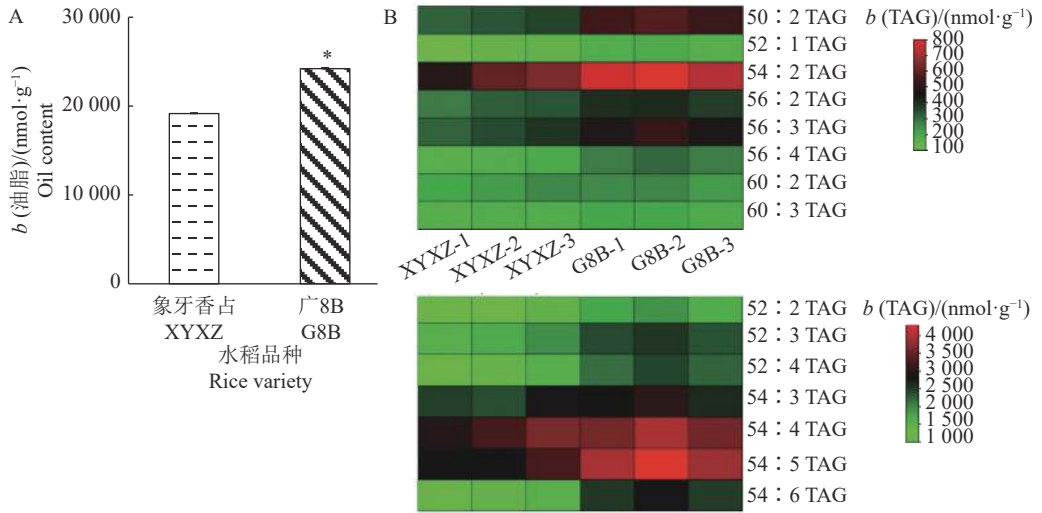 A
b (油脂)/(nmol·g⁻¹)
Oil content
30 000
20 000
10 000
0
*
象牙香占
XYXZ
广8B
G8B
水稻品种
Rice variety
B
50∶2 TAG
52∶1 TAG
54∶2 TAG
56∶2 TAG
56∶3 TAG
56∶4 TAG
60∶2 TAG
60∶3 TAG
XYXZ-1
XYXZ-2
XYXZ-3
G8B-1
G8B-2
G8B-3
b (TAG)/(nmol·g⁻¹)
800
700
600
500
400
300
200
100
52∶2 TAG
52∶3 TAG
52∶4 TAG
54∶3 TAG
54∶4 TAG
54∶5 TAG
54∶6 TAG
b (TAG)/(nmol·g⁻¹)
4 000
3 500
3 000
2 500
2 000
1 500
1 000